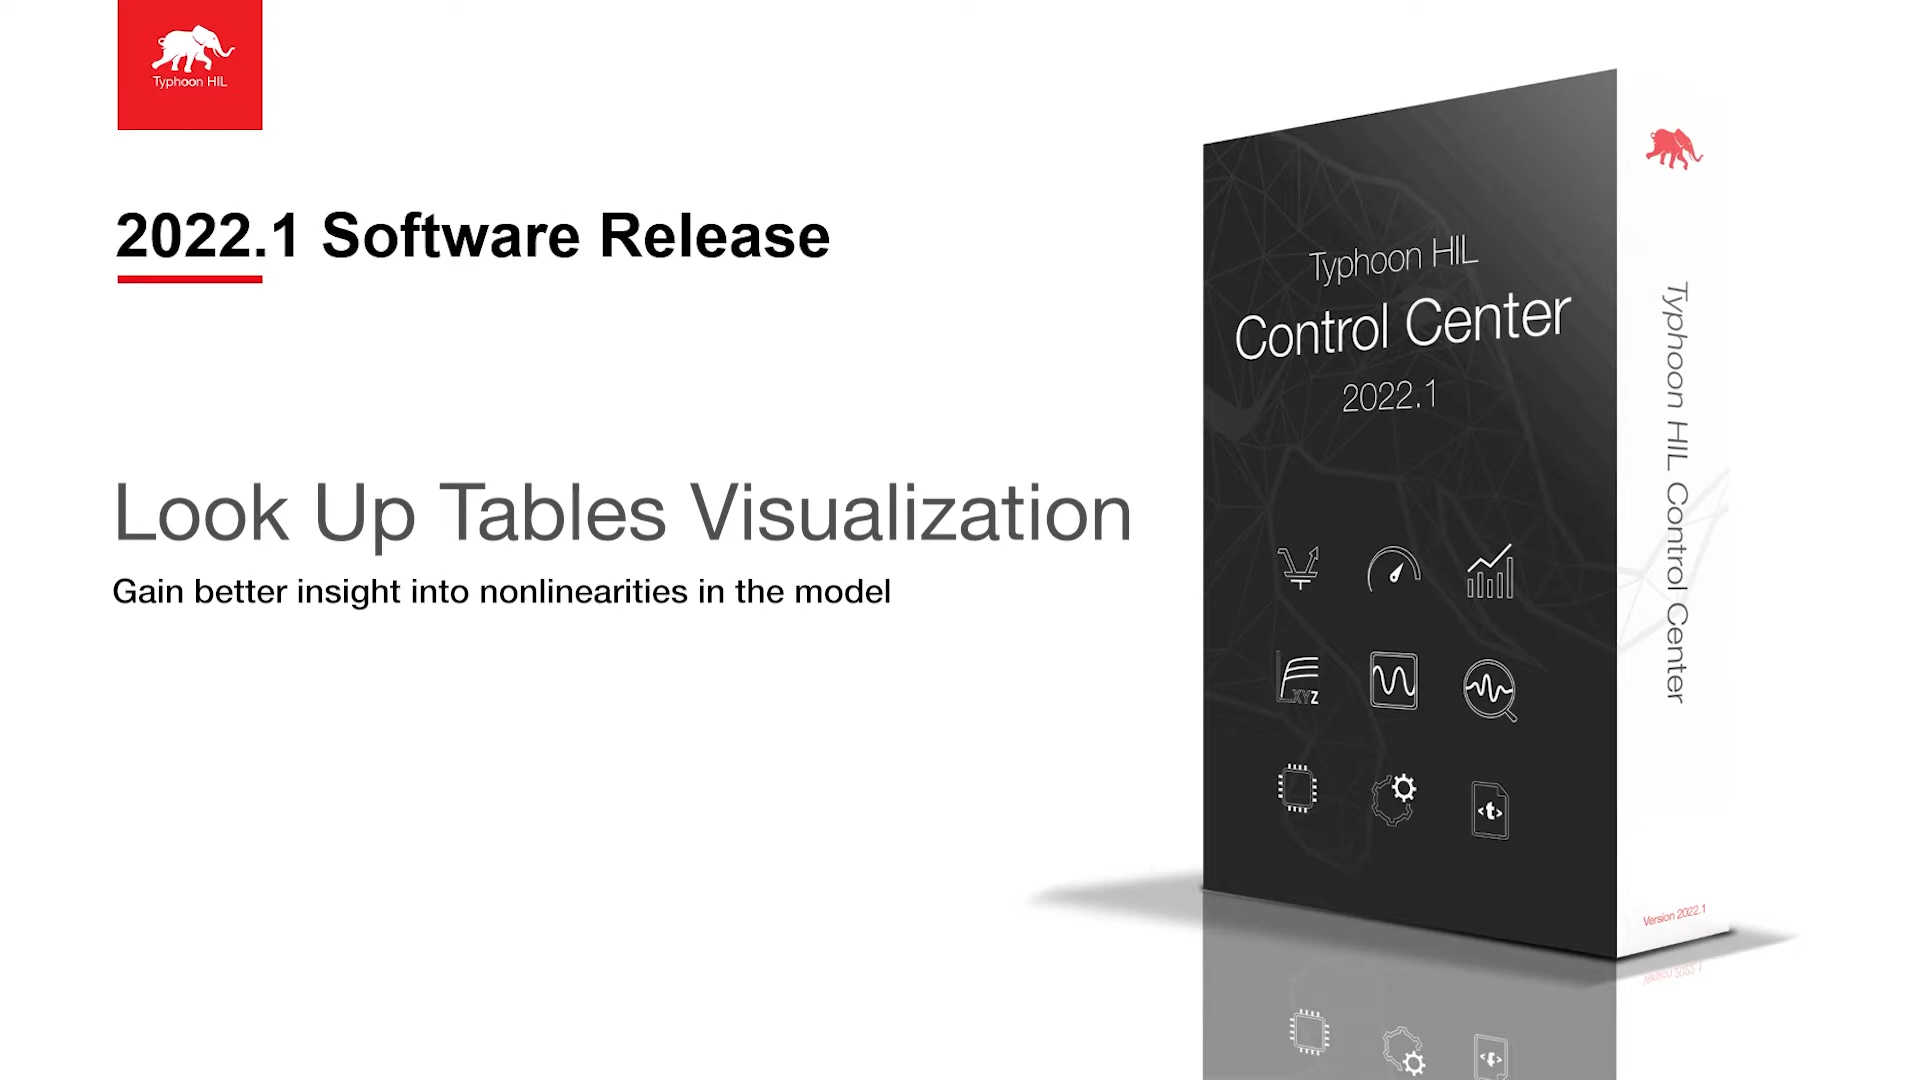 Typhoon HIL
2022.1 Software Release
Look Up Tables Visualization
Gain better insight into nonlinearities in the model
Typhoon HIL
Control Center
2022.1
XYZ
<t>
Typhoon HIL Control Center
Version 2022.1